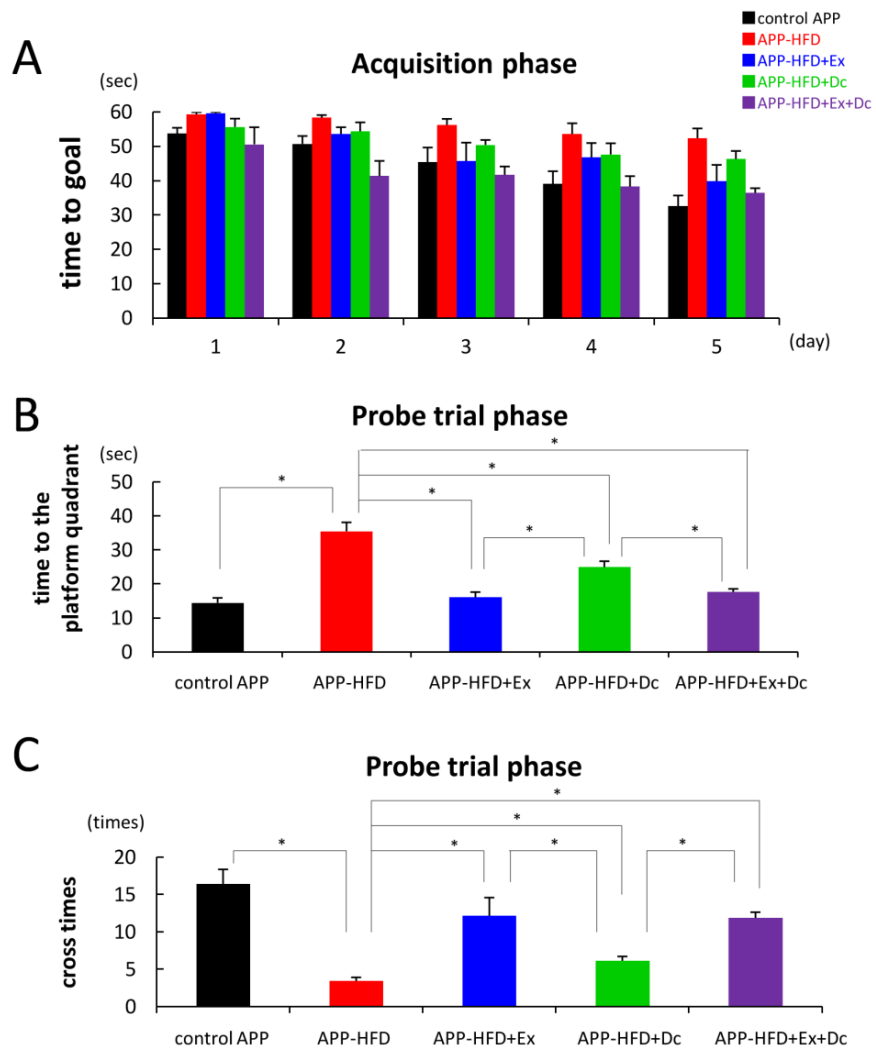 control APP
APP-HFD
APP-HFD+Ex
APP-HFD+Dc
APP-HFD+Ex+Dc
A
Acquisition phase
(sec)
time to goal
60
50
40
30
20
10
0
1 2 3 4 5 (day)
B
Probe trial phase
(sec)
time to the
platform quadrant
50
40
30
20
10
0
* * * * * *
control APP APP-HFD APP-HFD+Ex APP-HFD+Dc APP-HFD+Ex+Dc
C
Probe trial phase
(times)
cross times
20
15
10
5
0
* * * * * *
control APP APP-HFD APP-HFD+Ex APP-HFD+Dc APP-HFD+Ex+Dc